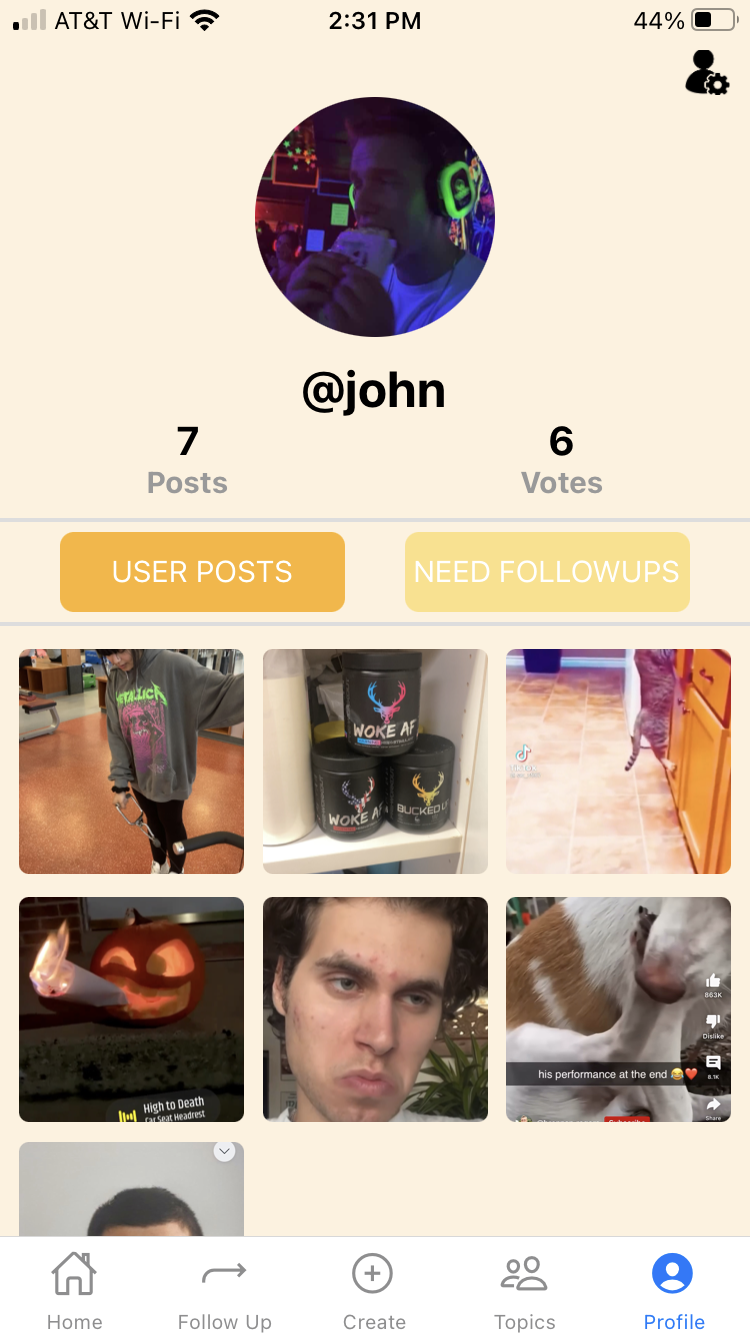 AT&T Wi-Fi 2:31 PM 44%
@john
7 6
Posts Votes
USER POSTS NEED FOLLOWUPS
METALLICA
WOKE AF
WOKE AF
BUCKED
TikTok
High to Death
Car Seat Headrest
863K
Dislike
8.1K
his performance at the end 😂❤️
Share
Subscribe
Home Follow Up Create Topics Profile